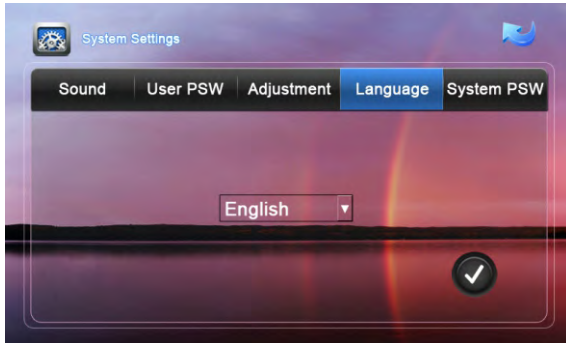 System Settings
Sound User PSW Adjustment Language System PSW
English